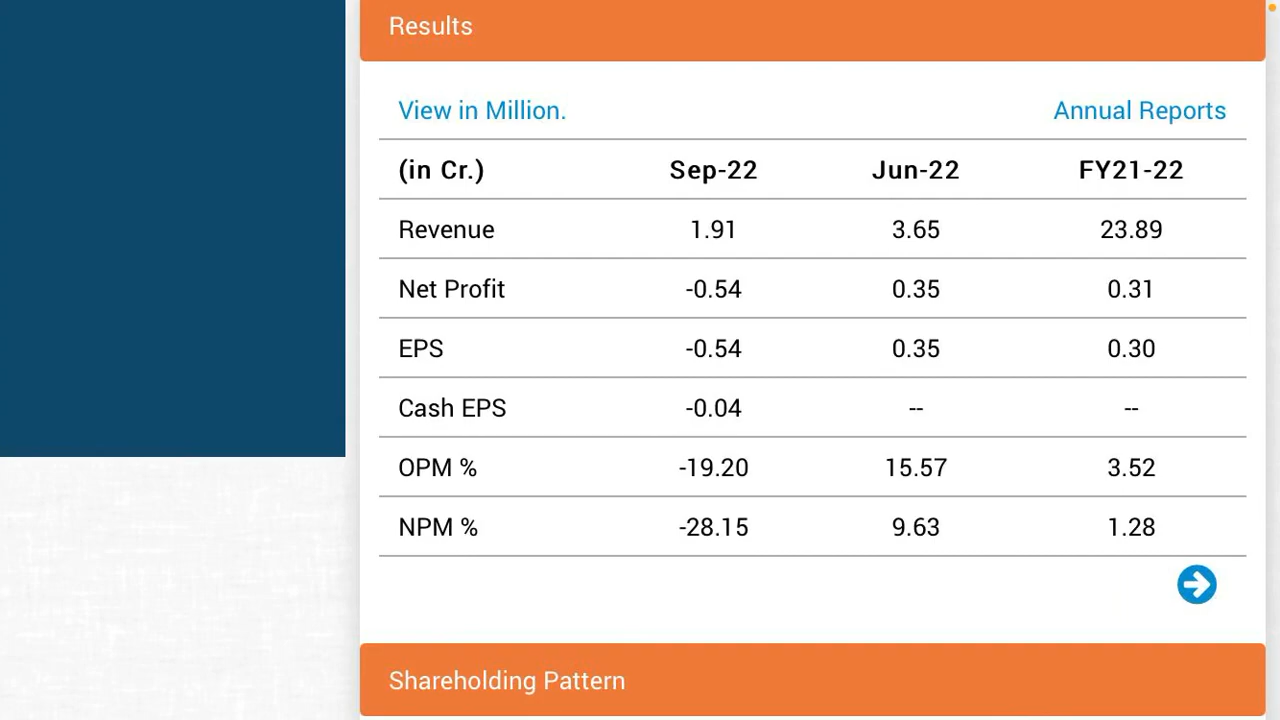 Results
View in Million. Annual Reports
(in Cr.) Sep-22 Jun-22 FY21-22
Revenue 1.91 3.65 23.89
Net Profit -0.54 0.35 0.31
EPS -0.54 0.35 0.30
Cash EPS -0.04 -- --
OPM % -19.20 15.57 3.52
NPM % -28.15 9.63 1.28
Shareholding Pattern